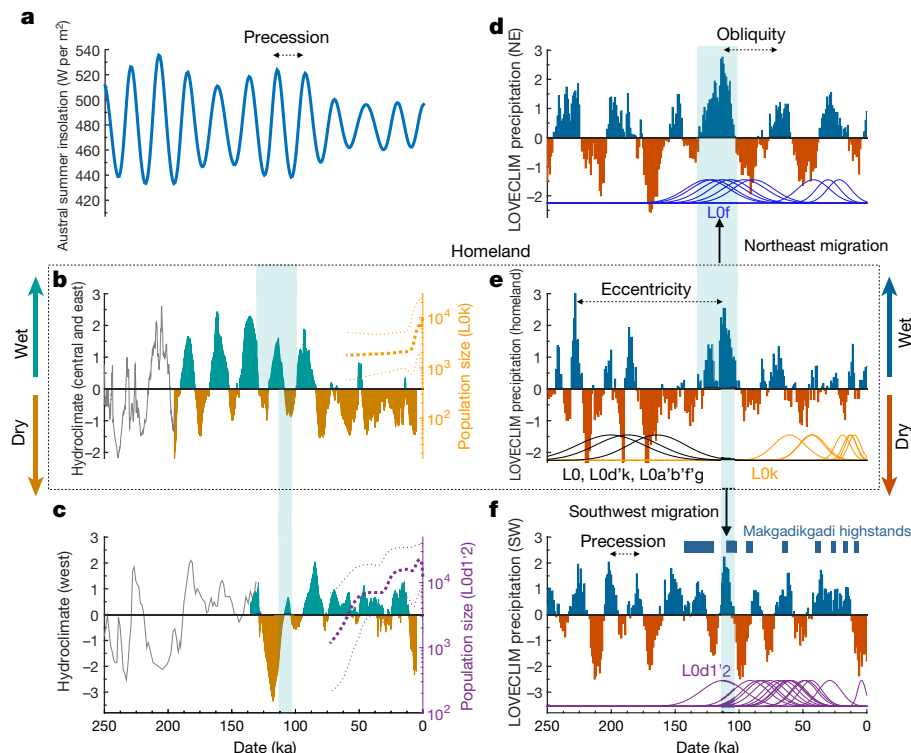 a
Austral summer insolation (W per m²)
540
520
500
480
460
440
420
Precession
d
LOVECLIM precipitation (NE)
3
2
1
0
−1
−2
Obliquity
L0f
Homeland
Northeast migration
Wet
Dry
b
Hydroclimate (central and east)
3
2
1
0
−1
−2
10⁴
10³
10²
Population size (L0k)
e
LOVECLIM precipitation (homeland)
3
2
1
0
−1
−2
Eccentricity
L0, L0d'k, L0a'b'f'g
L0k
Wet
Dry
Southwest migration
c
Hydroclimate (west)
2
1
0
−1
−2
−3
10⁴
10³
10²
Population size (L0d1'2)
250
200
150
100
50
0
Date (ka)
f
LOVECLIM precipitation (SW)
3
2
1
0
−1
−2
−3
Precession
Makgadikgadi highstands
L0d1'2
250
200
150
100
50
0
Date (ka)